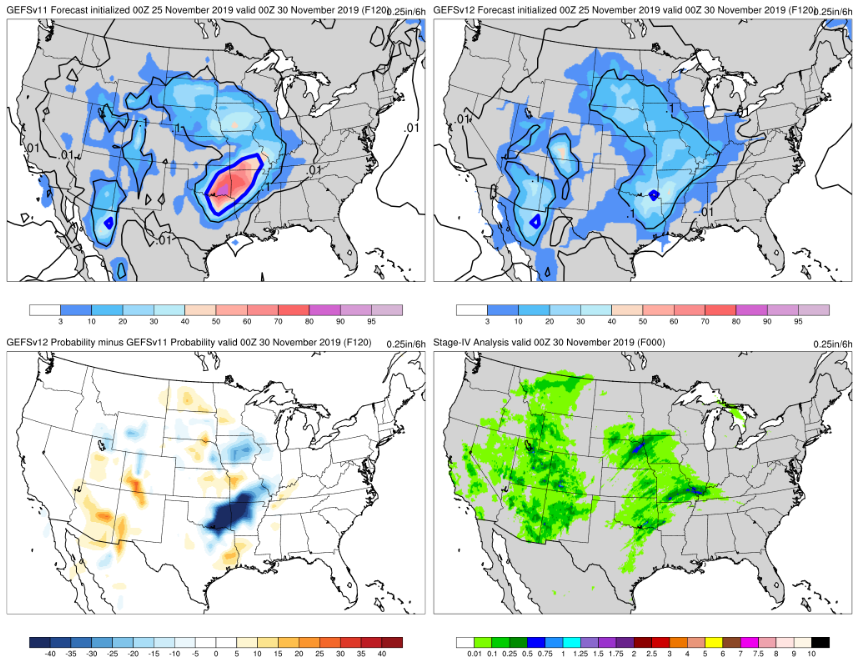 GEFSv11 Forecast initialized 00Z 25 November 2019 valid 00Z 30 November 2019 (F120) 0.25in/6h
.01 .01 .1 .01 .01 .1 .01
3 10 20 30 40 50 60 70 80 90 95
GEFSv12 Forecast initialized 00Z 25 November 2019 valid 00Z 30 November 2019 (F120) 0.25in/6h
.01 .1 .01 .1 .01
3 10 20 30 40 50 60 70 80 90 95
GEFSv12 Probability minus GEFSv11 Probability valid 00Z 30 November 2019 (F120) 0.25in/6h
-40 -35 -30 -25 -20 -15 -10 -5 0 5 10 15 20 25 30 35 40
Stage-IV Analysis valid 00Z 30 November 2019 (F000) 0.25in/6h
0.01 0.1 0.25 0.5 0.75 1 1.25 1.5 1.75 2 2.5 3 4 5 6 7 7.5 8 9 10